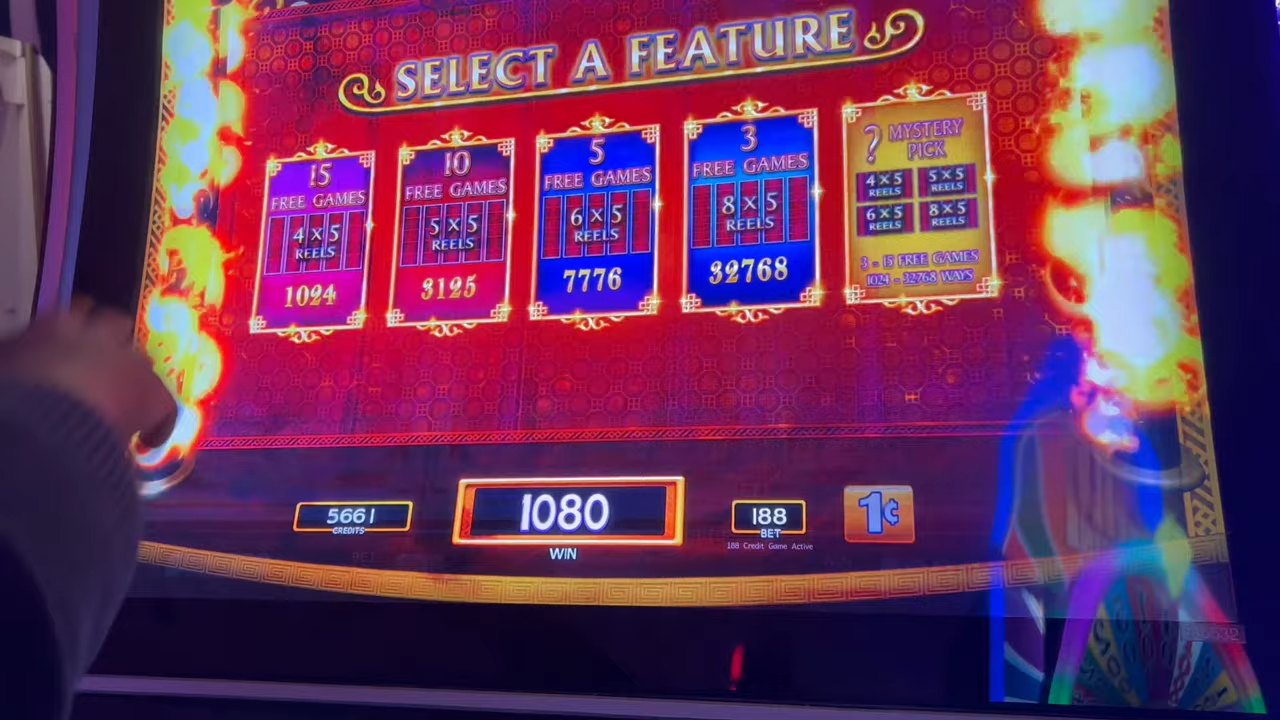 SELECT A FEATURE
15
FREE GAMES
4 X 5
REELS
1024
10
FREE GAMES
5 X 5
REELS
3125
5
FREE GAMES
6 X 5
REELS
7776
3
FREE GAMES
8 X 5
REELS
32768
? MYSTERY
PICK
4 X 5
REELS
5 X 5
REELS
6 X 5
REELS
8 X 5
REELS
3 - 15 FREE GAMES
1024 - 32768 WAYS
5661
CREDITS
1080
WIN
188
BET
188 Credit Game Active
1¢